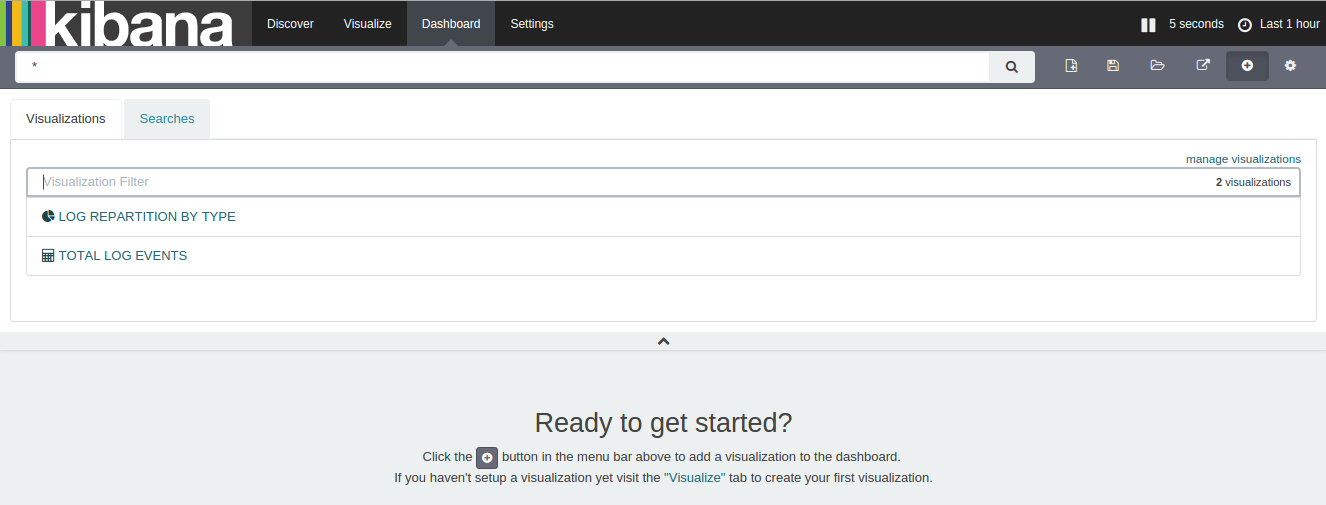 kibana Discover Visualize Dashboard Settings 5 seconds Last 1 hour
*
Visualizations Searches
manage visualizations
Visualization Filter 2 visualizations
LOG REPARTITION BY TYPE
TOTAL LOG EVENTS
Ready to get started?
Click the button in the menu bar above to add a visualization to the dashboard.
If you haven't setup a visualization yet visit the "Visualize" tab to create your first visualization.